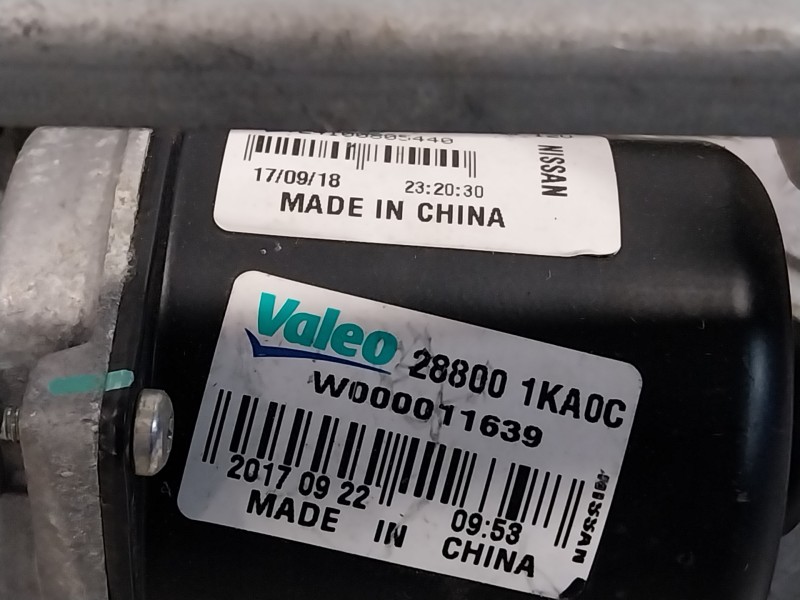 NISSAN
17/09/18 23:20:30
MADE IN CHINA
Valeo 28800 1KA0C
W000011639
2017 09 22 09:53
NISSAN
MADE IN CHINA